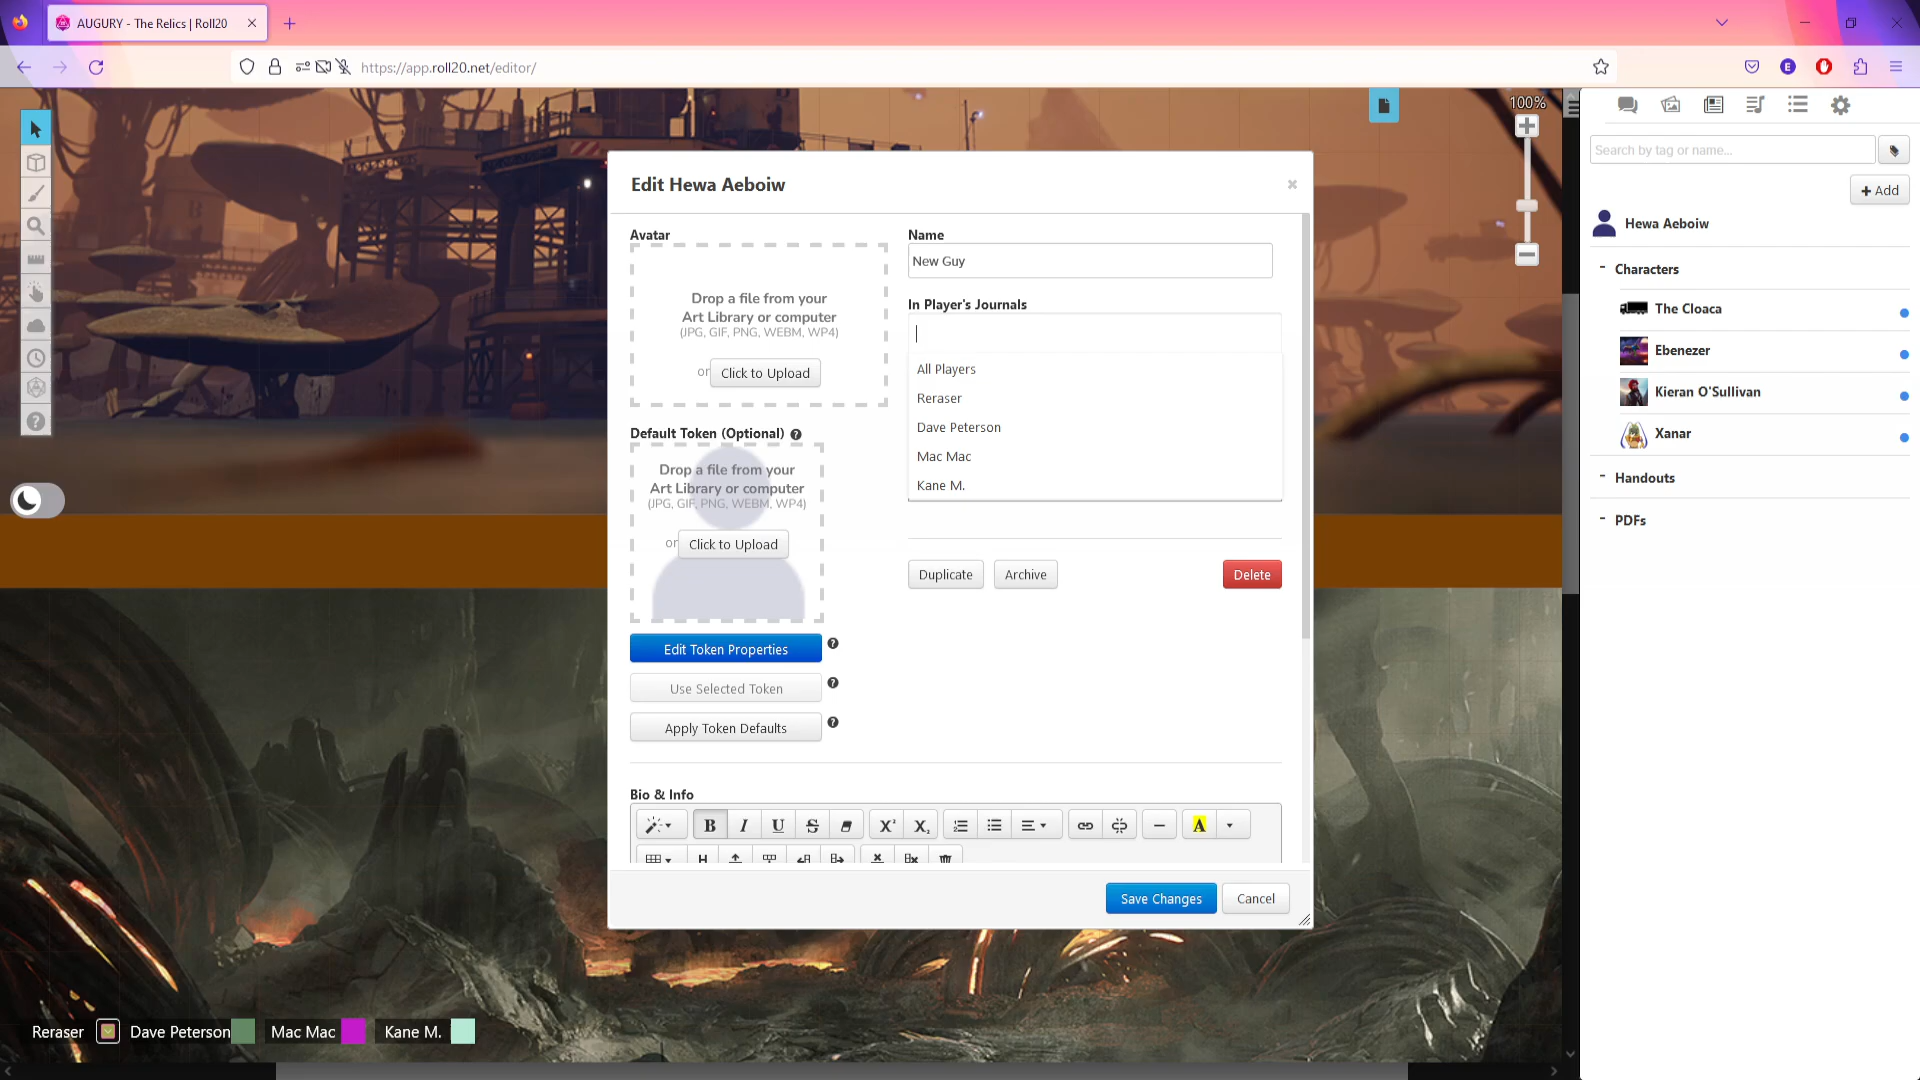 AUGURY - The Relics | Roll20
https://app.roll20.net/editor/
100%
Search by tag or name...
Add
Hewa Aeboiw
Characters
The Cloaca
Ebenezer
Kieran O'Sullivan
Xanar
Handouts
PDFs
Edit Hewa Aeboiw
Avatar
Drop a file from your
Art Library or computer
(JPG, GIF, PNG, WEBM, WP4)
or Click to Upload
Default Token (Optional)
Drop a file from your
Art Library or computer
(JPG, GIF, PNG, WEBM, WP4)
or Click to Upload
Edit Token Properties
Use Selected Token
Apply Token Defaults
Name
New Guy
In Player's Journals
All Players
Reraser
Dave Peterson
Mac Mac
Kane M.
Duplicate
Archive
Delete
Bio & Info
Save Changes
Cancel
Reraser
Dave Peterson
Mac Mac
Kane M.